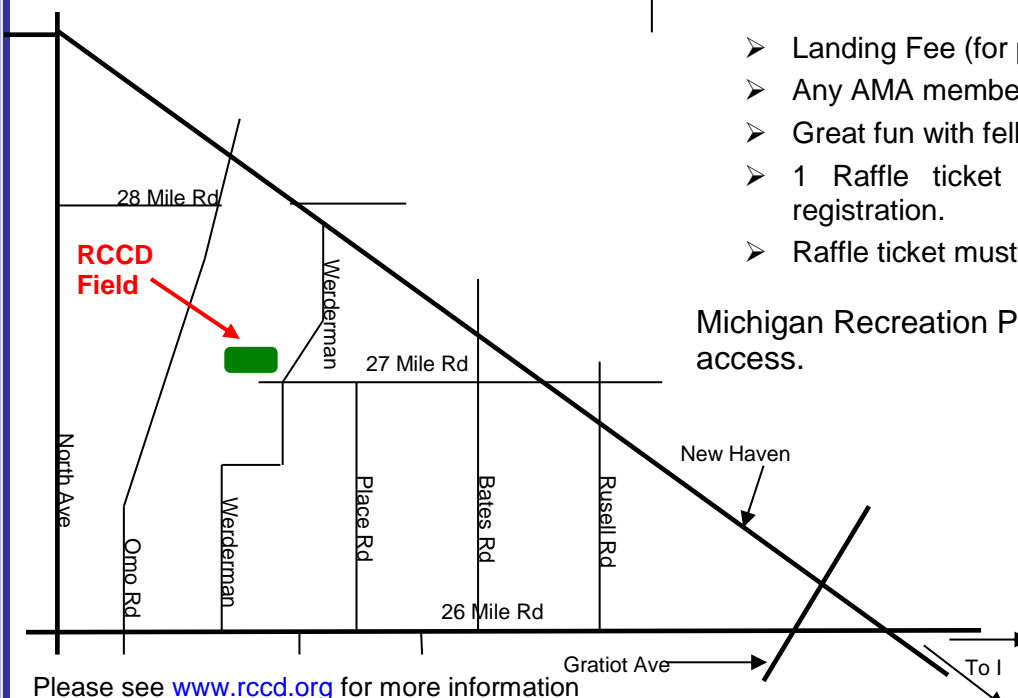 ➢ Landing Fee (for
➢ Any AMA membe
➢ Great fun with fell
➢ 1 Raffle ticket
registration.
➢ Raffle ticket must
Michigan Recreation P
access.
28 Mile Rd
RCCD
Field
Werderman
27 Mile Rd
North Ave
New Haven
Omo Rd
Werderman
Place Rd
Bates Rd
Rusell Rd
26 Mile Rd
Gratiot Ave
To I
Please see www.rccd.org for more information